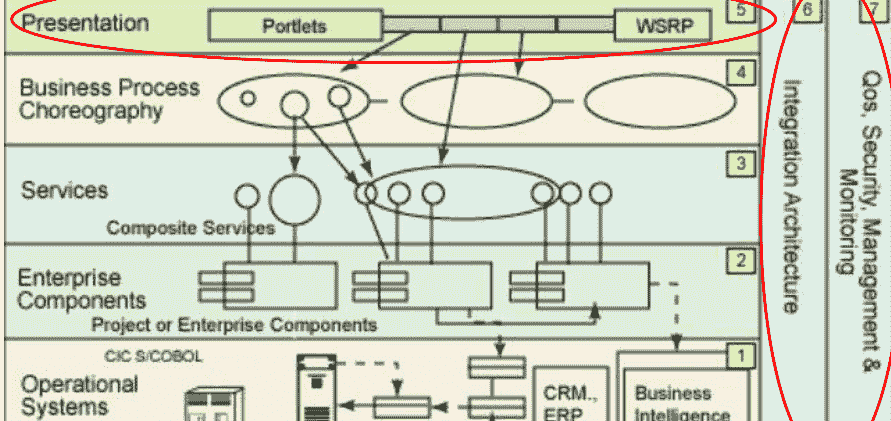 Presentation
Portlets
WSRP
5
6
7
Business Process
Choreography
4
Services
3
Composite Services
Enterprise
Components
2
Project or Enterprise Components
CIC S/COBOL
1
Operational
Systems
CRM.,
ERP
Business
Intelligence
Integration Architecture
Qos, Security, Management &
Monitoring